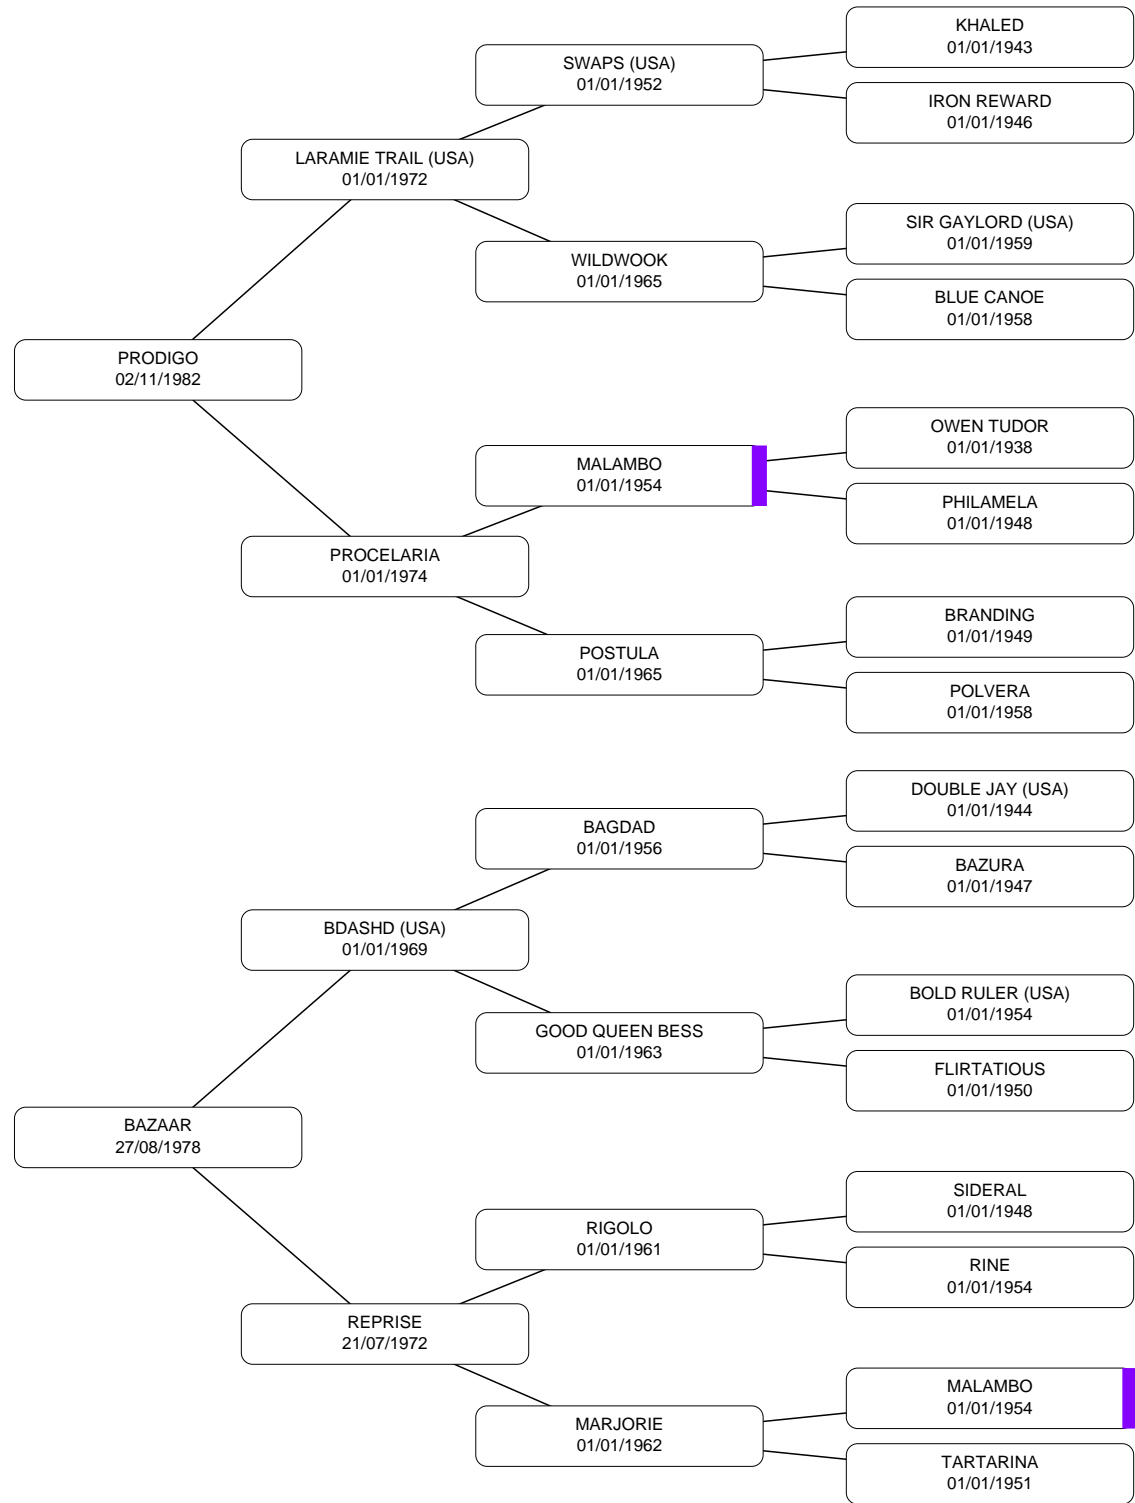 KHALED
01/01/1943
SWAPS (USA)
01/01/1952
IRON REWARD
01/01/1946
LARAMIE TRAIL (USA)
01/01/1972
SIR GAYLORD (USA)
01/01/1959
WILDWOOK
01/01/1965
BLUE CANOE
01/01/1958
PRODIGO
02/11/1982
OWEN TUDOR
01/01/1938
MALAMBO
01/01/1954
PHILAMELA
01/01/1948
PROCELARIA
01/01/1974
BRANDING
01/01/1949
POSTULA
01/01/1965
POLVERA
01/01/1958
DOUBLE JAY (USA)
01/01/1944
BAGDAD
01/01/1956
BAZURA
01/01/1947
BDASHD (USA)
01/01/1969
BOLD RULER (USA)
01/01/1954
GOOD QUEEN BESS
01/01/1963
FLIRTATIOUS
01/01/1950
BAZAAR
27/08/1978
SIDERAL
01/01/1948
RIGOLO
01/01/1961
RINE
01/01/1954
REPRISE
21/07/1972
MALAMBO
01/01/1954
MARJORIE
01/01/1962
TARTARINA
01/01/1951